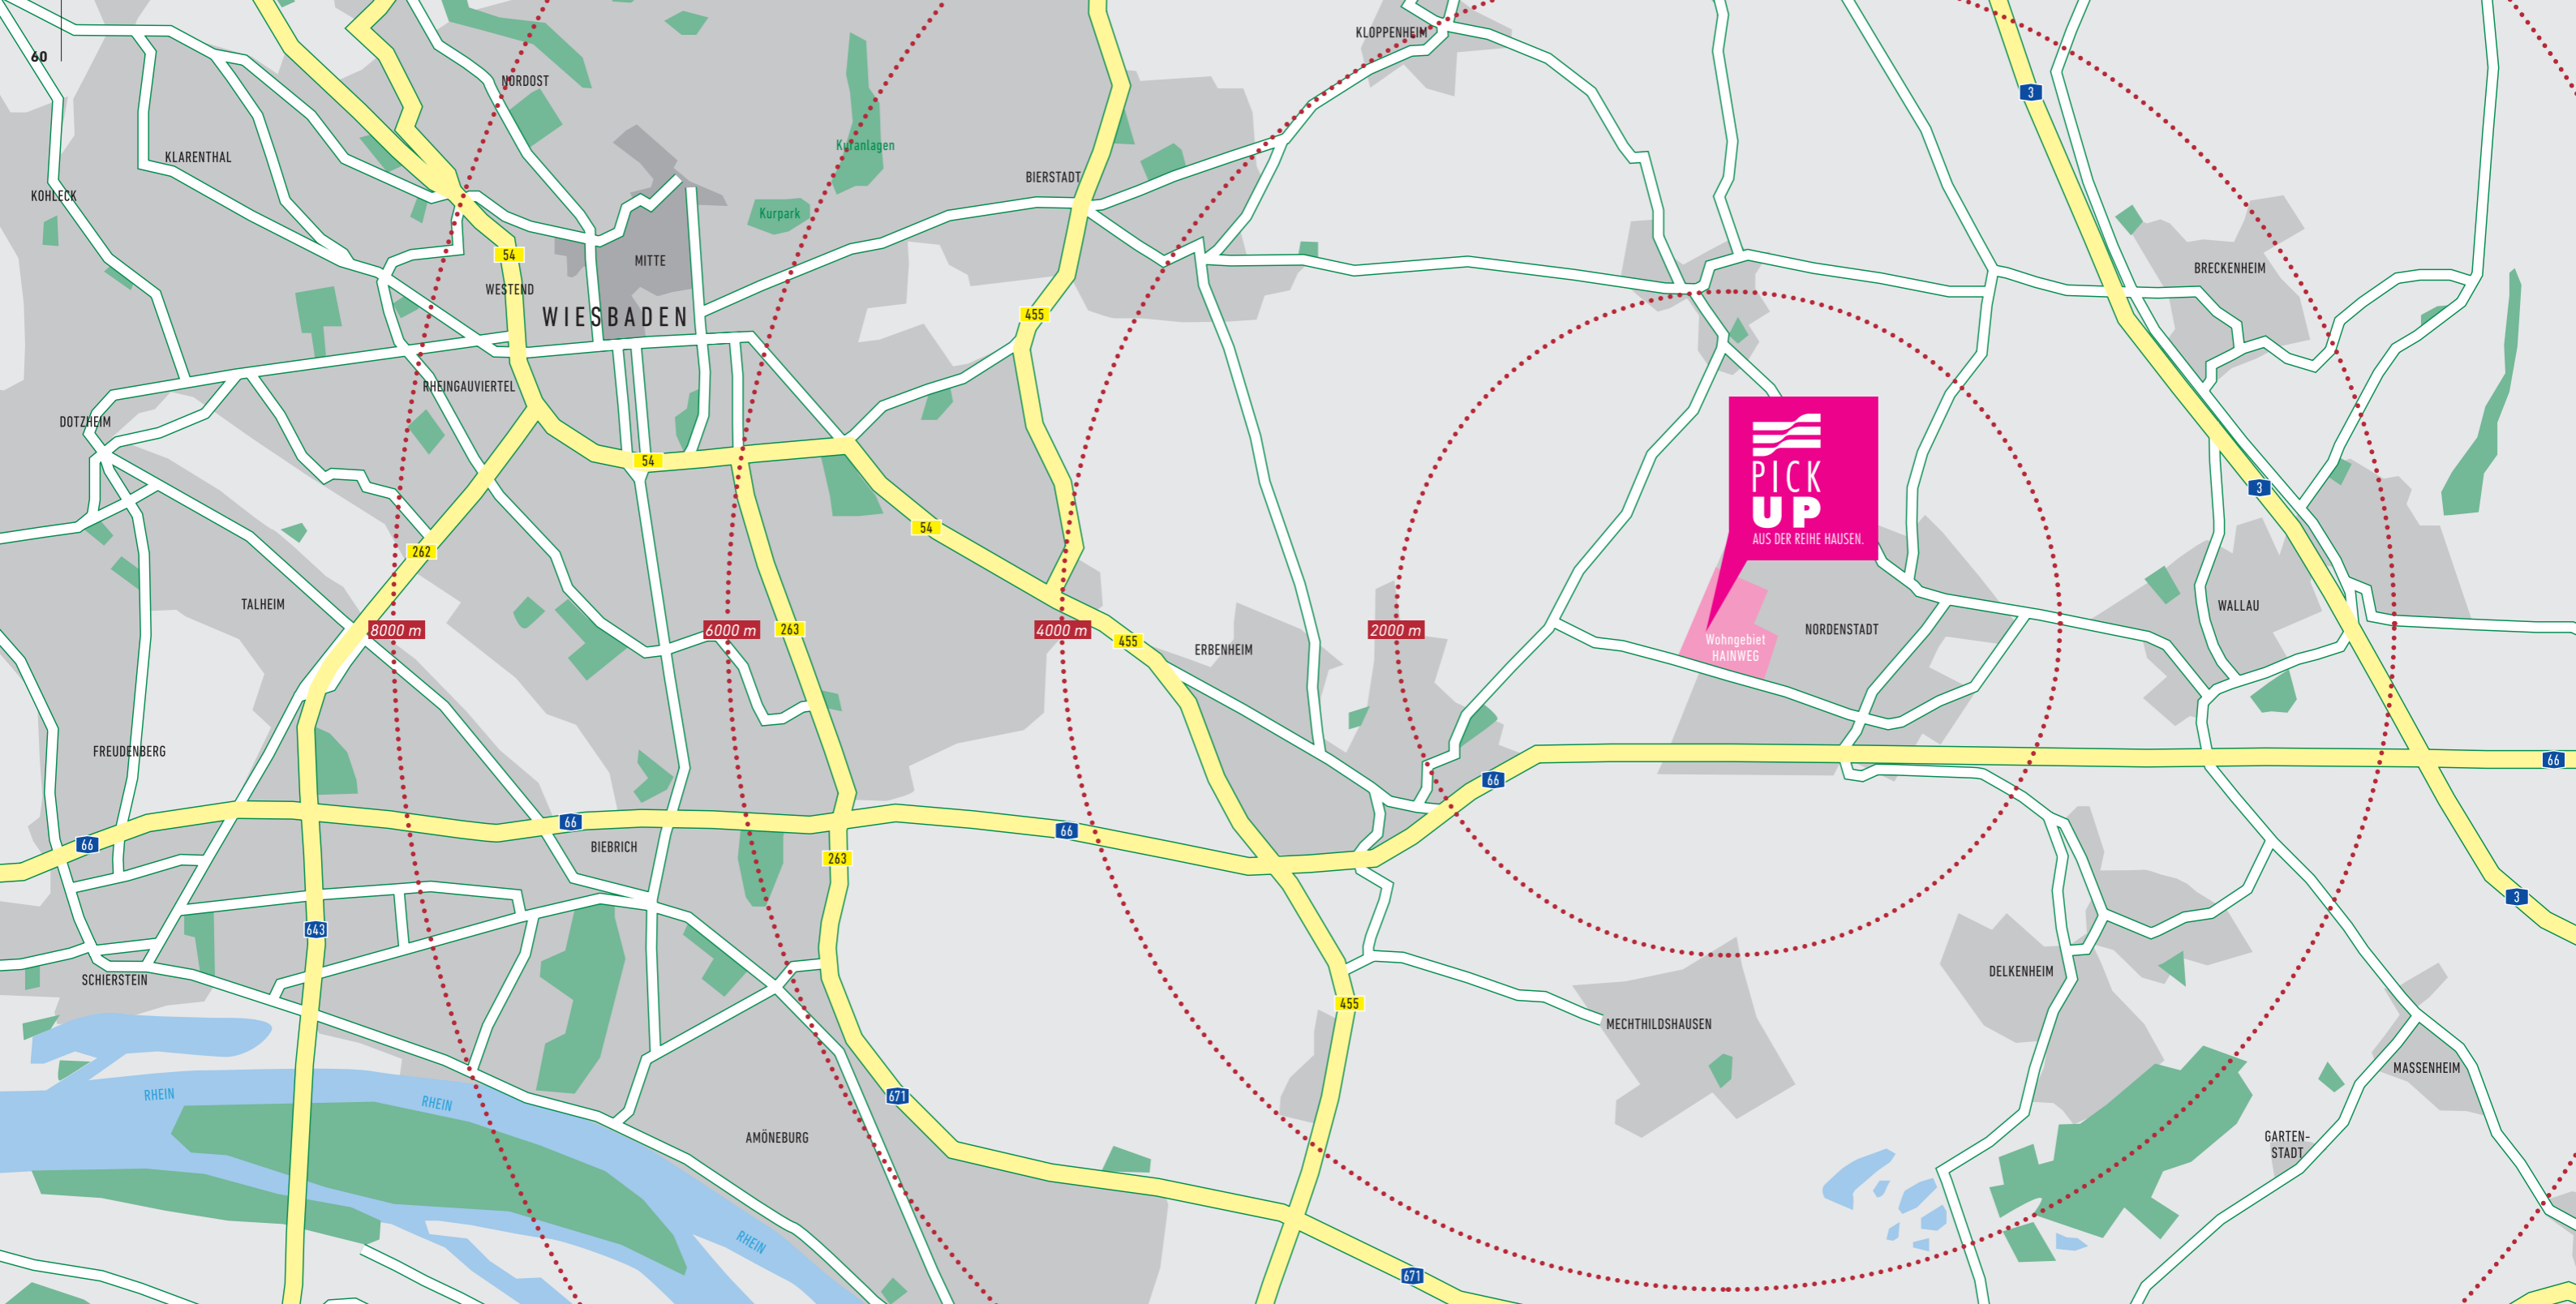 60
KLOPPENHEIM
NORDOST
3
Kuranlagen
KLARENTHAL
BIERSTADT
KOHLECK
Kurpark
54
MITTE
BRECKENHEIM
WESTEND
WIESBADEN
455
RHEINGAUVIERTEL
DOTZHEIM
54
PICK
UP
AUS DER REIHE HAUSEN.
3
54
262
TALHEIM
WALLAU
8000 m
6000 m
263
4000 m
455
2000 m
NORDENSTADT
ERBENHEIM
Wohngebiet
HAINWEG
FREUDENBERG
66
66
66
66
66
BIEBRICH
263
3
643
SCHIERSTEIN
DELKENHEIM
455
MECHTHILDSHAUSEN
MASSENHEIM
RHEIN
RHEIN
671
AMÖNEBURG
GARTEN-
STADT
RHEIN
671